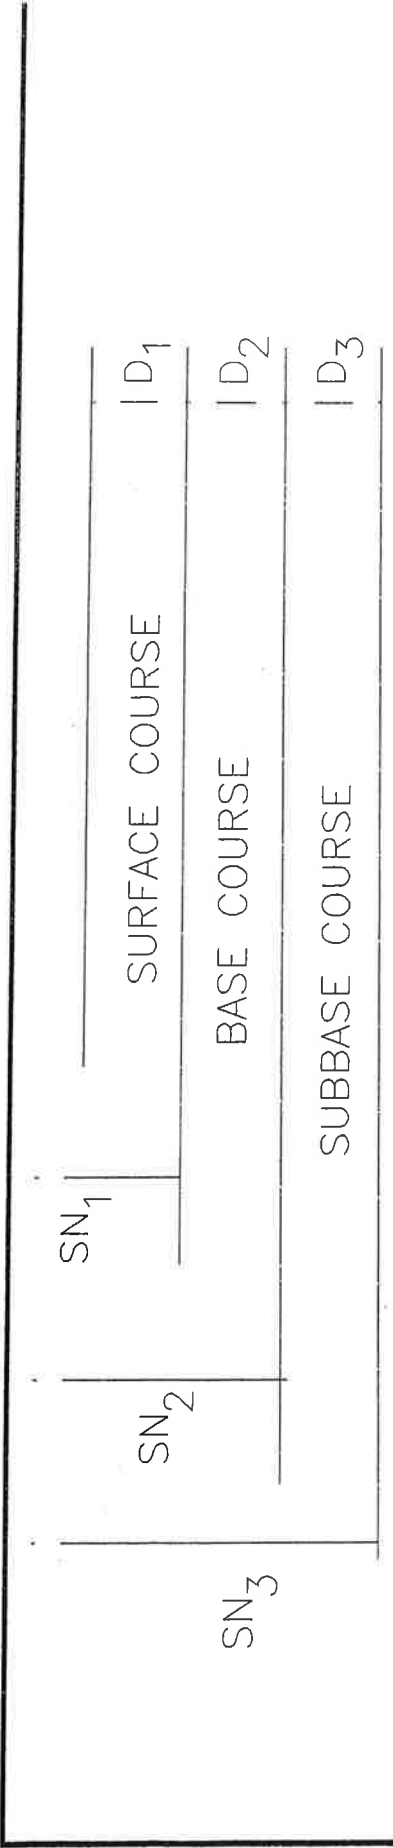 SURFACE COURSE
D1
BASE COURSE
D2
SUBBASE COURSE
D3
SN1
SN2
SN3